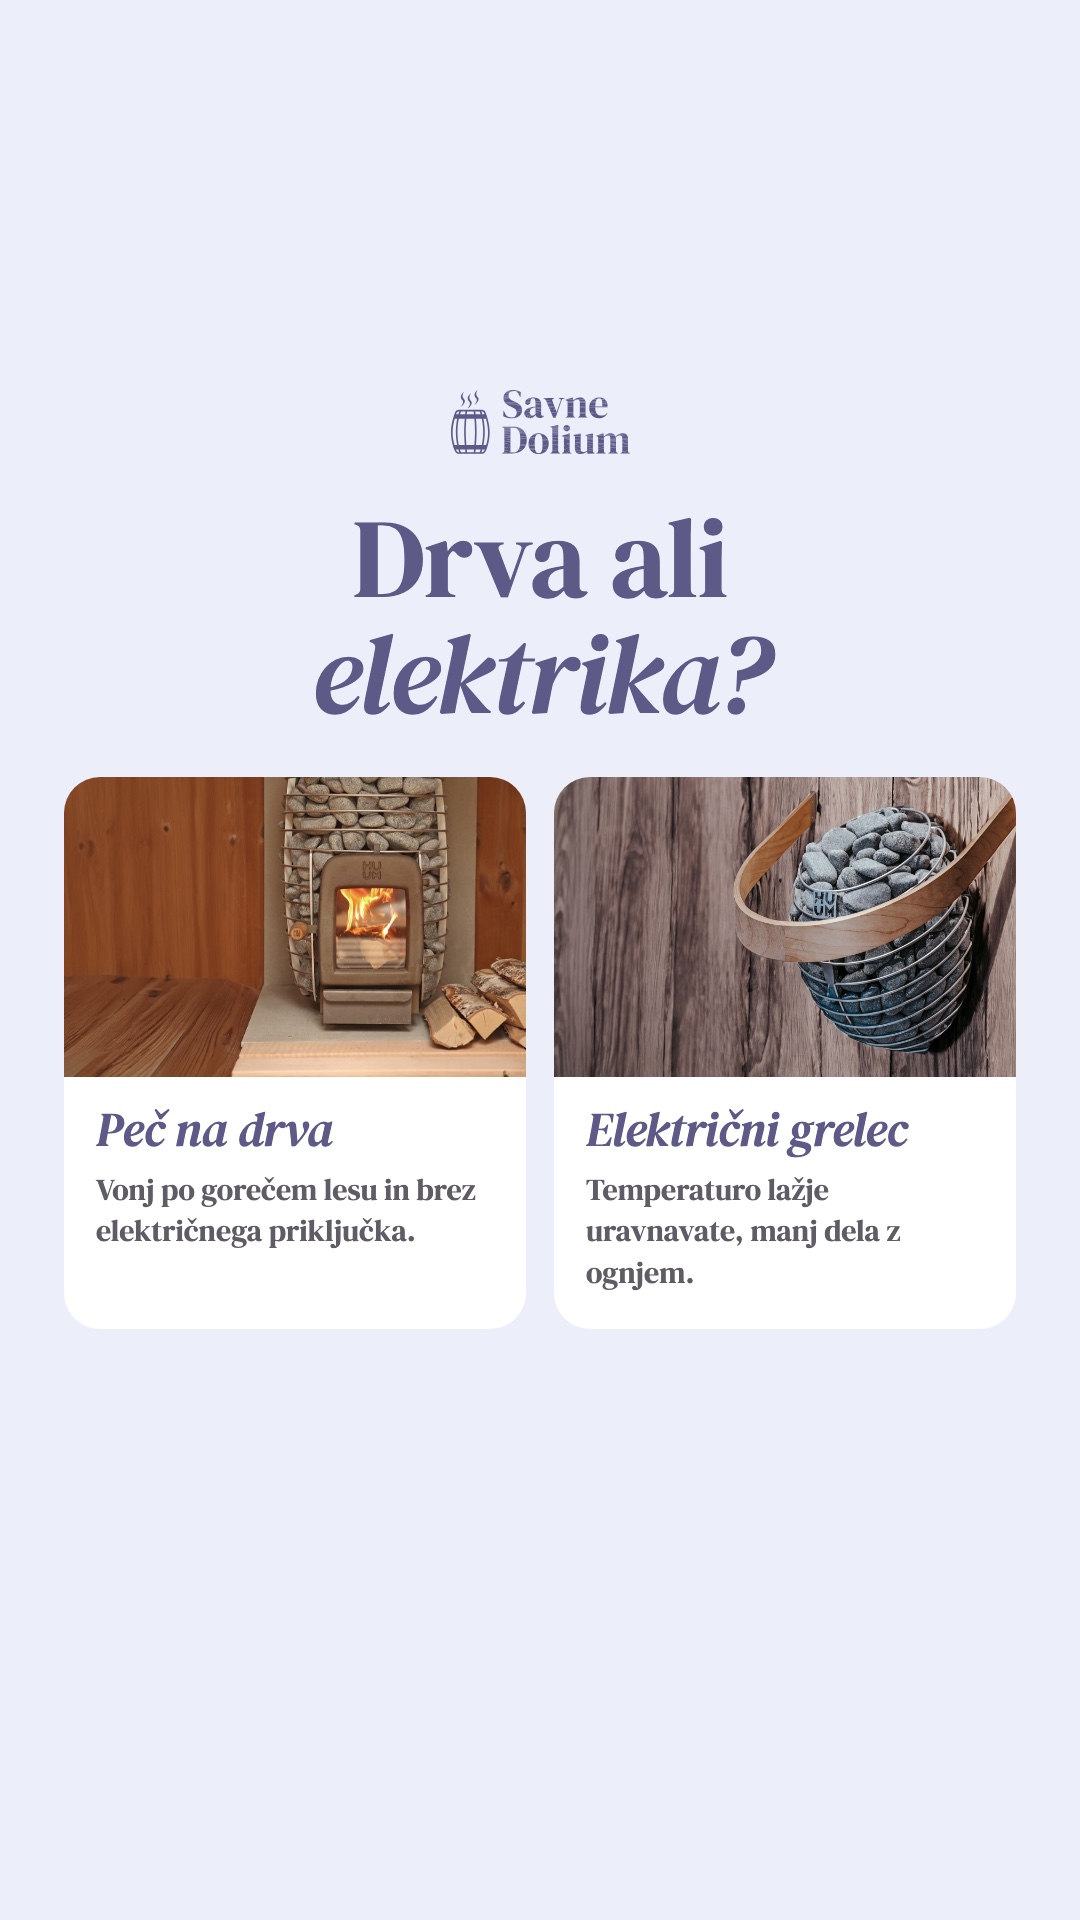 Savne
Dolium
Drva ali
elektrika?
HU
UM
HU
UM
Peč na drva
Vonj po gorečem lesu in brez
električnega priključka.
Električni grelec
Temperaturo lažje
uravnavate, manj dela z
ognjem.